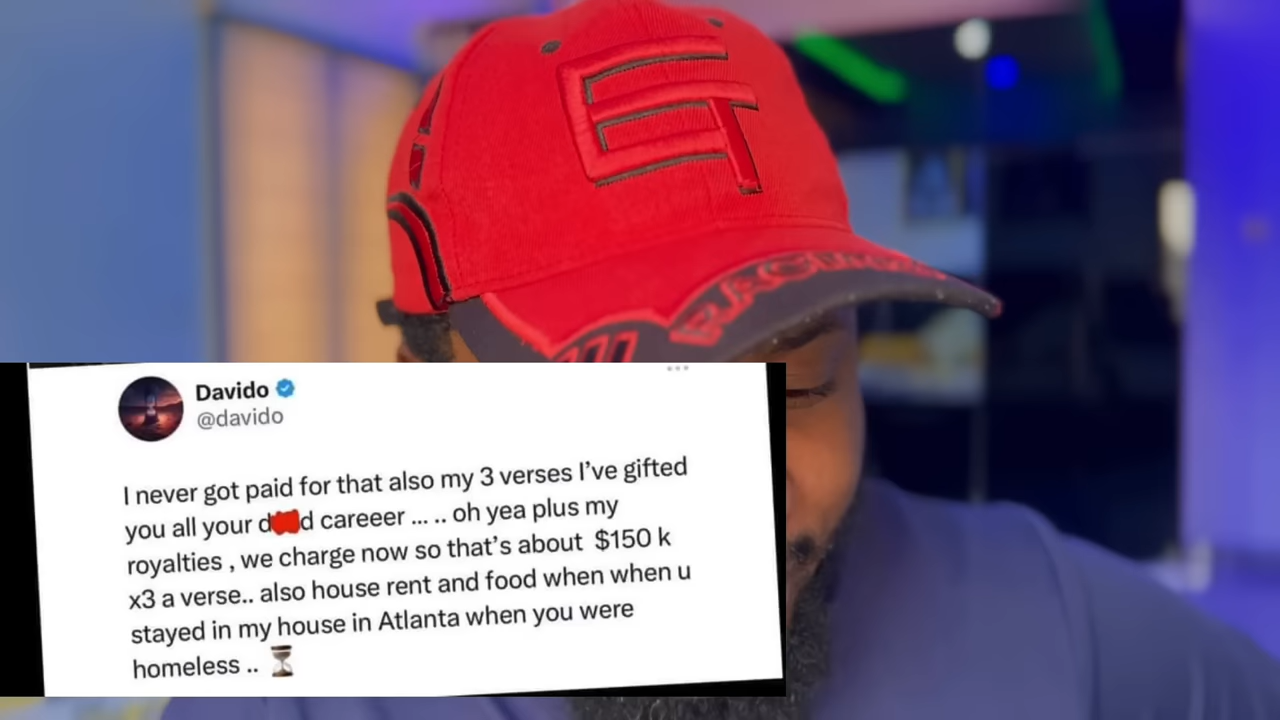 ET
RACING
Davido
@davido
I never got paid for that also my 3 verses I’ve gifted
you all your d d careeer ... .. oh yea plus my
royalties , we charge now so that’s about $150 k
x3 a verse.. also house rent and food when when u
stayed in my house in Atlanta when you were
homeless .. ⏳